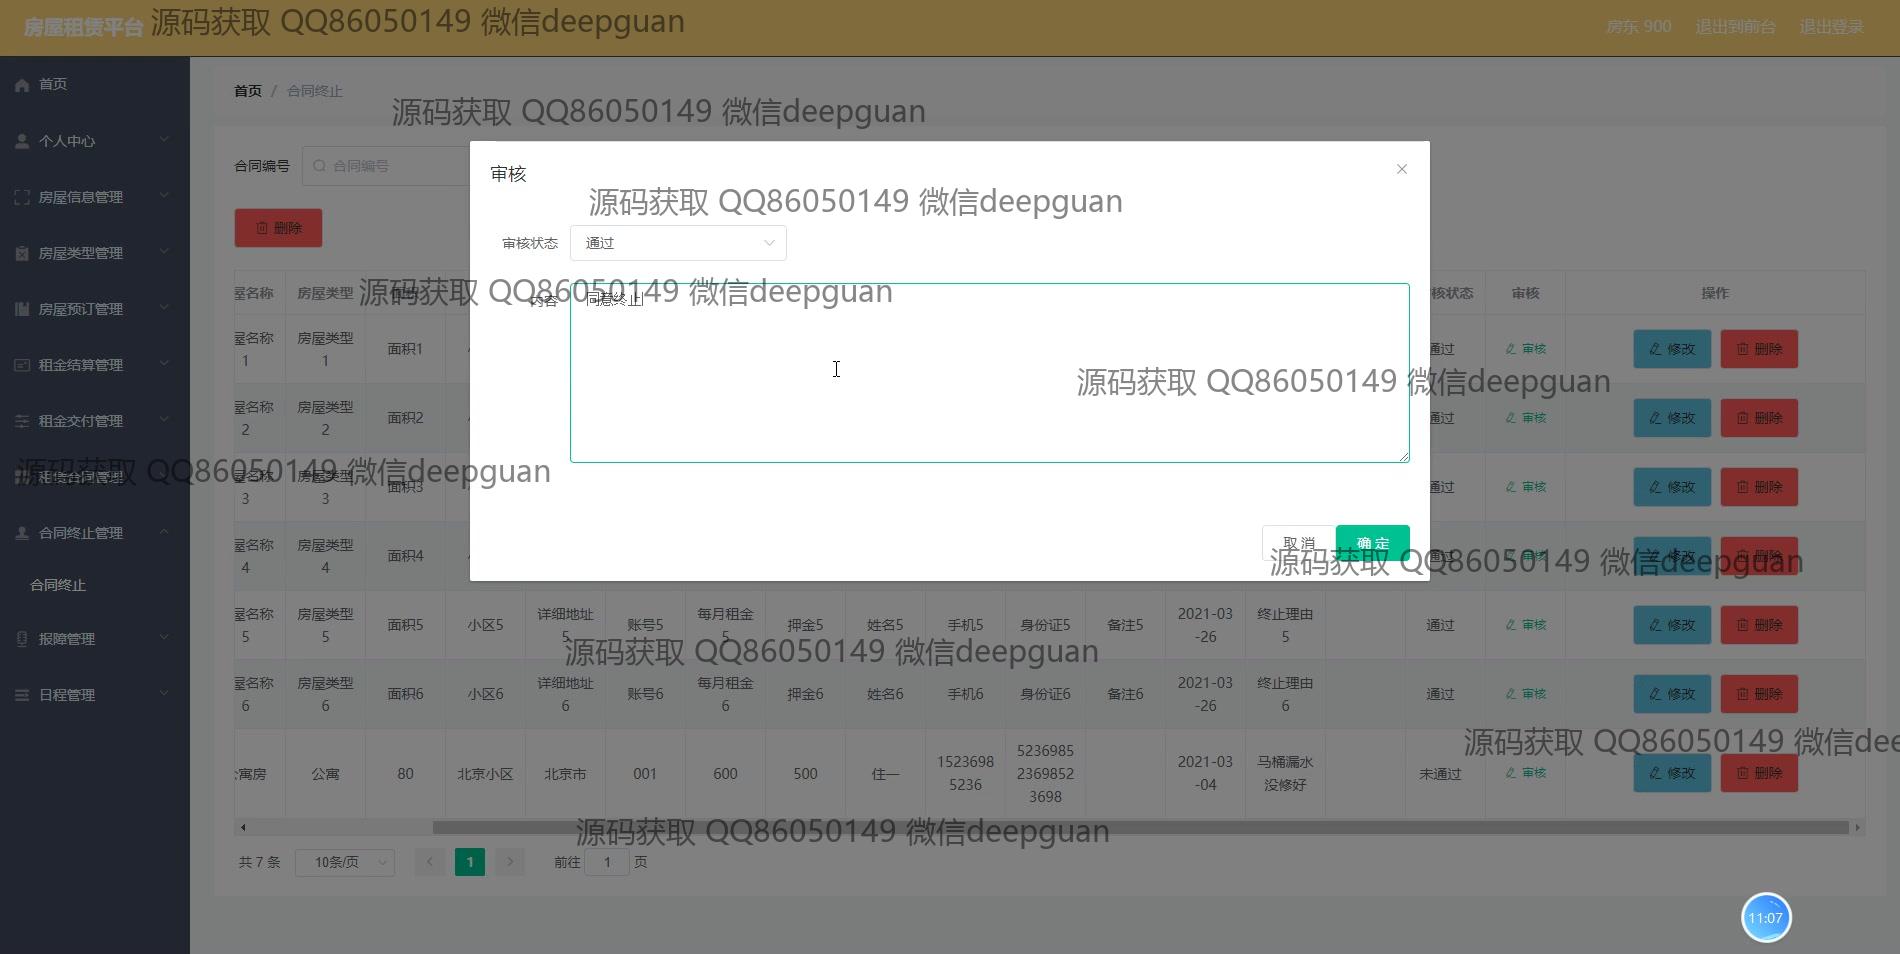 房屋租赁平台
源码获取 QQ86050149 微信deepguan
房东 900 退出到前台 退出登录
首页
个人中心
房屋信息管理
房屋类型管理
房屋预订管理
租金结算管理
租金交付管理
租赁合同管理
合同终止管理
合同终止
报障管理
日程管理
首页 / 合同终止
源码获取 QQ86050149 微信deepguan
合同编号 合同编号
删除
审核
源码获取 QQ86050149 微信deepguan
审核状态 通过
源码获取 QQ86050149 微信deepguan
内容 同意终止
源码获取 QQ86050149 微信deepguan
源码获取 QQ86050149 微信deepguan
取消 确定
源码获取 QQ86050149 微信deepguan
屋名称 房屋类型 核状态 审核 操作
屋名称1 房屋类型1 面积1 通过 审核 修改 删除
屋名称2 房屋类型2 面积2 通过 审核 修改 删除
屋名称3 房屋类型3 面积3 通过 审核 修改 删除
屋名称4 房屋类型4 面积4 通过 审核 修改 删除
屋名称5 房屋类型5 面积5 小区5 详细地址5 账号5 每月租金5 押金5 姓名5 手机5 身份证5 备注5 2021-03-26 终止理由5 通过 审核 修改 删除
源码获取 QQ86050149 微信deepguan
屋名称6 房屋类型6 面积6 小区6 详细地址6 账号6 每月租金6 押金6 姓名6 手机6 身份证6 备注6 2021-03-26 终止理由6 通过 审核 修改 删除
源码获取 QQ86050149 微信dee
寓房 公寓 80 北京小区 北京市 001 600 500 住一 15236985236 523698523698523698 2021-03-04 马桶漏水没修好 未通过 审核 修改 删除
源码获取 QQ86050149 微信deepguan
共 7 条 10条/页 1 前往 1 页
11:07